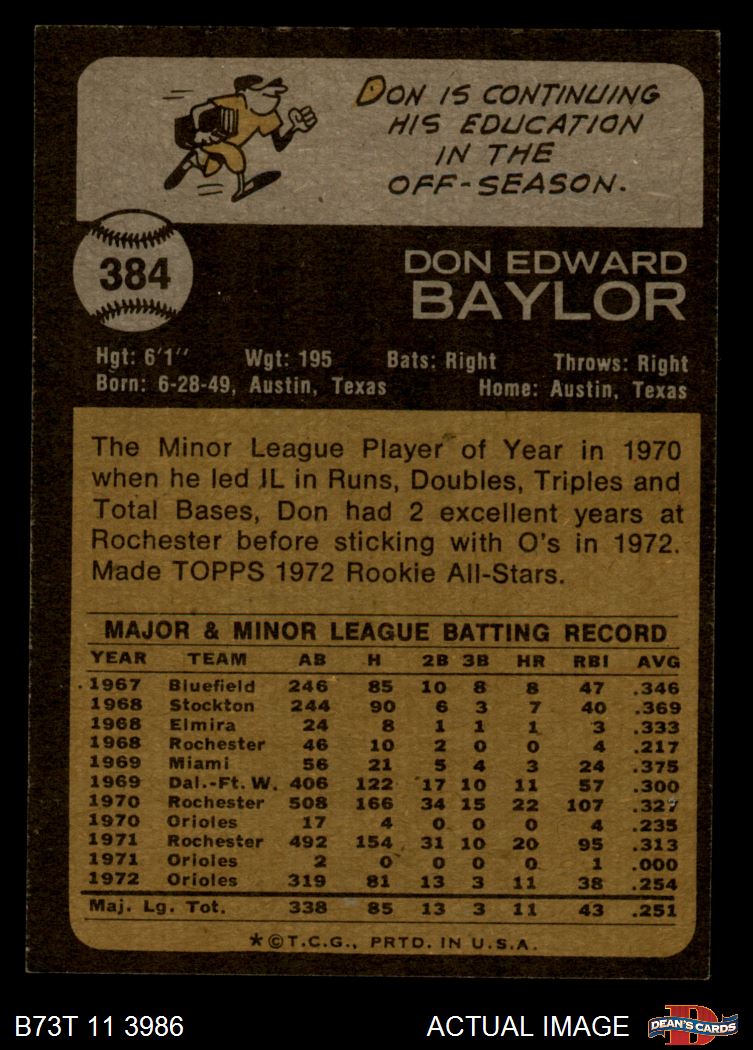 DON IS CONTINUING
HIS EDUCATION
IN THE
OFF-SEASON.
384
DON EDWARD
BAYLOR
Hgt: 6'1" Wgt: 195 Bats: Right Throws: Right
Born: 6-28-49, Austin, Texas Home: Austin, Texas
The Minor League Player of Year in 1970
when he led IL in Runs, Doubles, Triples and
Total Bases, Don had 2 excellent years at
Rochester before sticking with O's in 1972.
Made TOPPS 1972 Rookie All-Stars.
MAJOR & MINOR LEAGUE BATTING RECORD
YEAR TEAM AB H 2B 3B HR RBI AVG
1967 Bluefield 246 85 10 8 8 47 .346
1968 Stockton 244 90 6 3 7 40 .369
1968 Elmira 24 8 1 1 1 3 .333
1968 Rochester 46 10 2 0 0 4 .217
1969 Miami 56 21 5 4 3 24 .375
1969 Dal.-Ft. W. 406 122 17 10 11 57 .300
1970 Rochester 508 166 34 15 22 107 .327
1970 Orioles 17 4 0 0 0 4 .235
1971 Rochester 492 154 31 10 20 95 .313
1971 Orioles 2 0 0 0 0 1 .000
1972 Orioles 319 81 13 3 11 38 .254
Maj. Lg. Tot. 338 85 13 3 11 43 .251
*©T.C.G., PRTD. IN U.S.A.
B73T 11 3986 ACTUAL IMAGE
D
DEAN'S CARDS